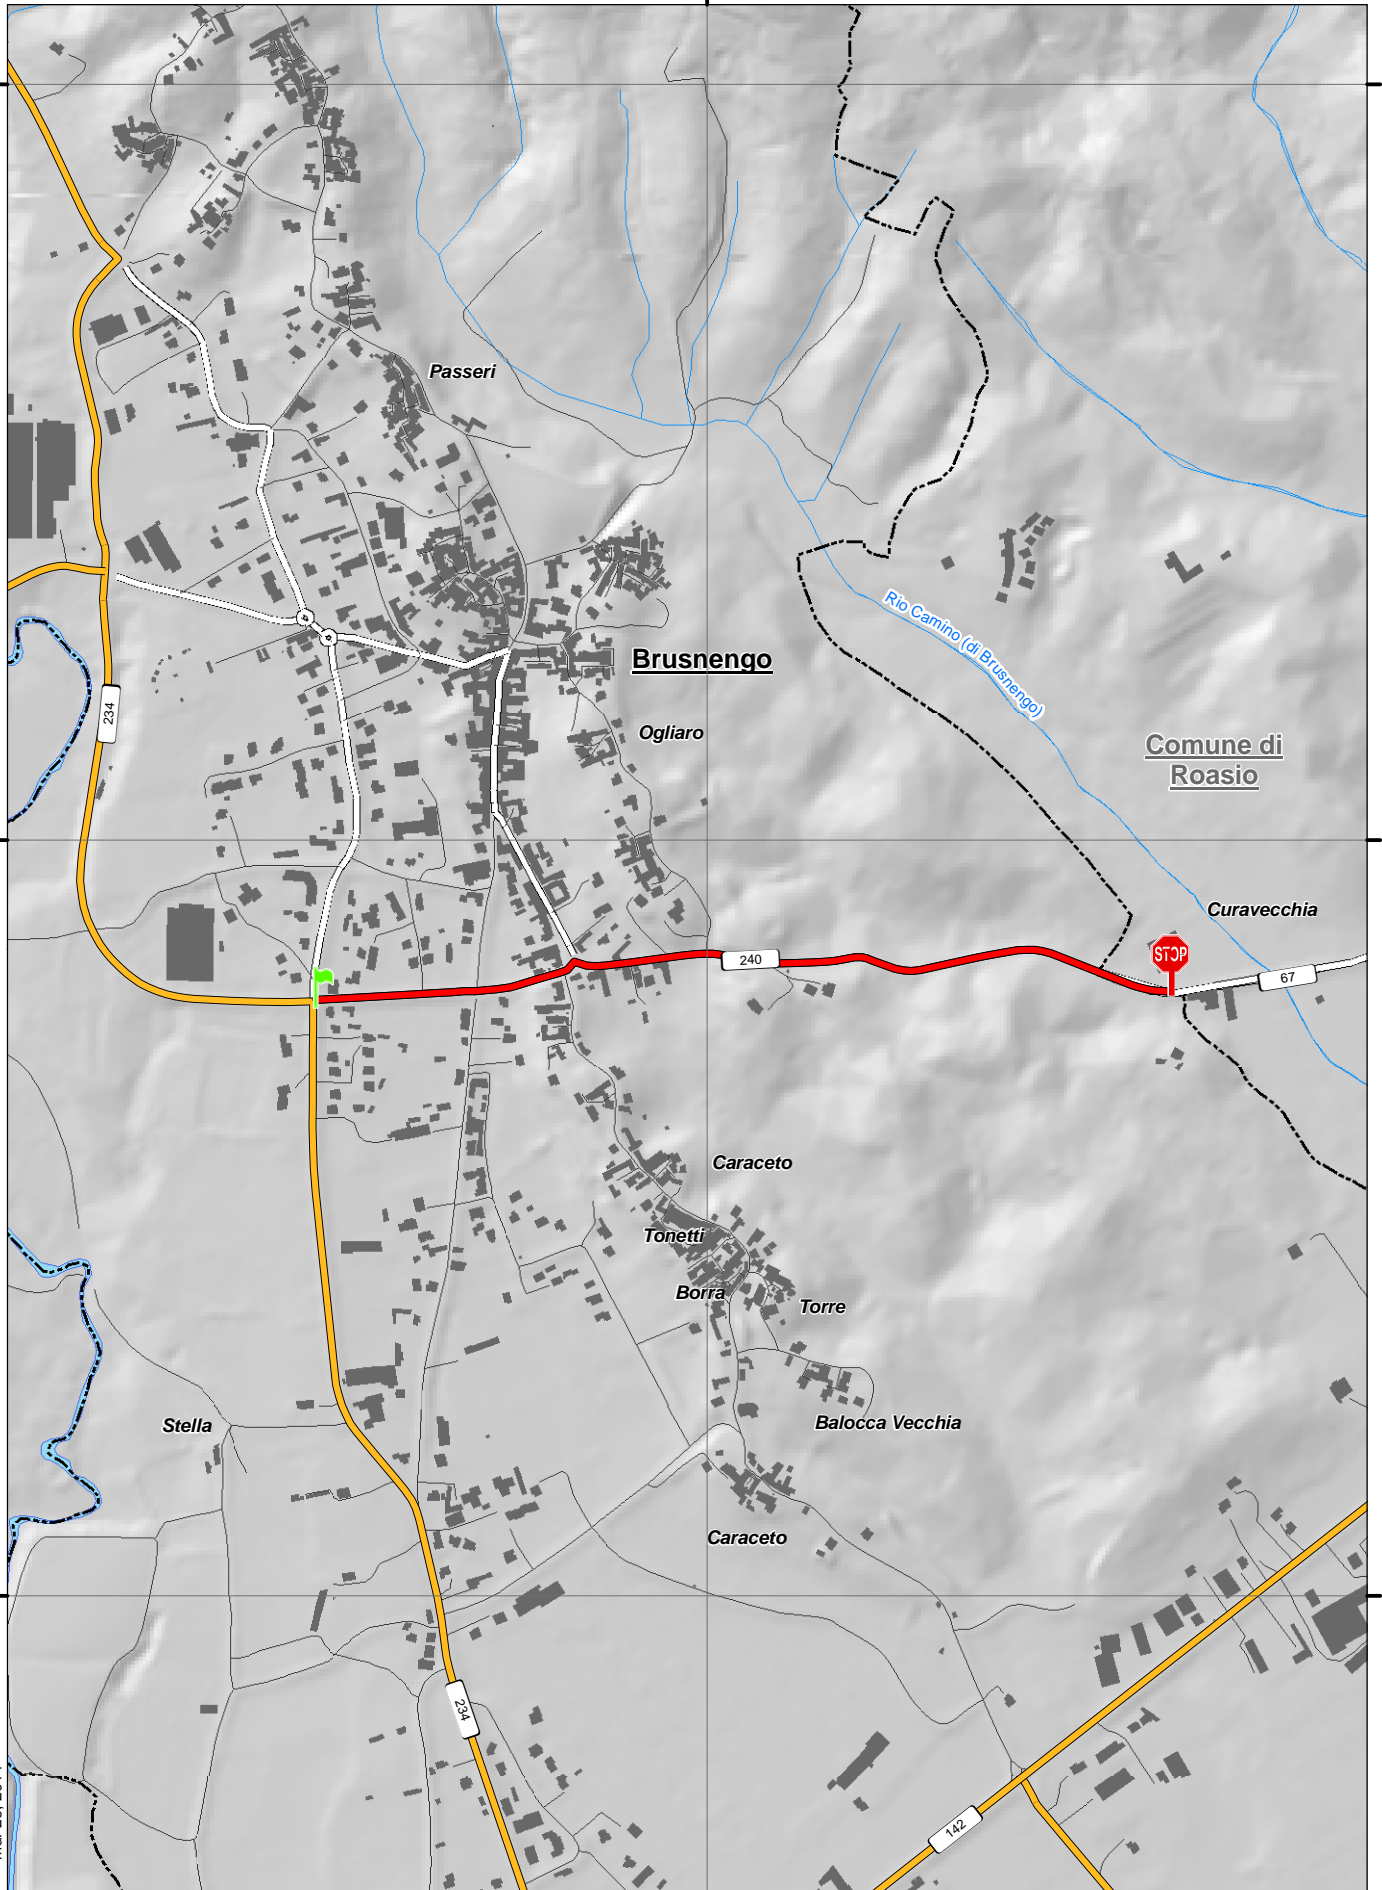 Passeri
Rio Camino (di Brusnengo)
Brusnengo
234
Ogliaro
Comune di
Roasio
Curavecchia
STOP
240
67
Caraceto
Tonetti
Borra
Torre
Stella
Balocca Vecchia
Caraceto
234
142